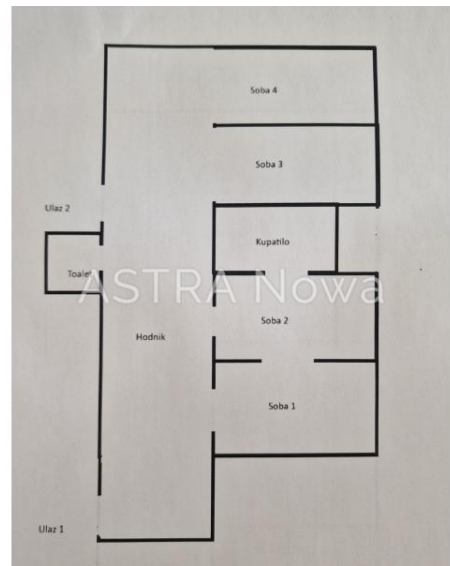 Soba 4
Soba 3
Ulaz 2
Kupatilo
Toalet
ASTRA Nowa
Soba 2
Hodnik
Soba 1
Ulaz 1